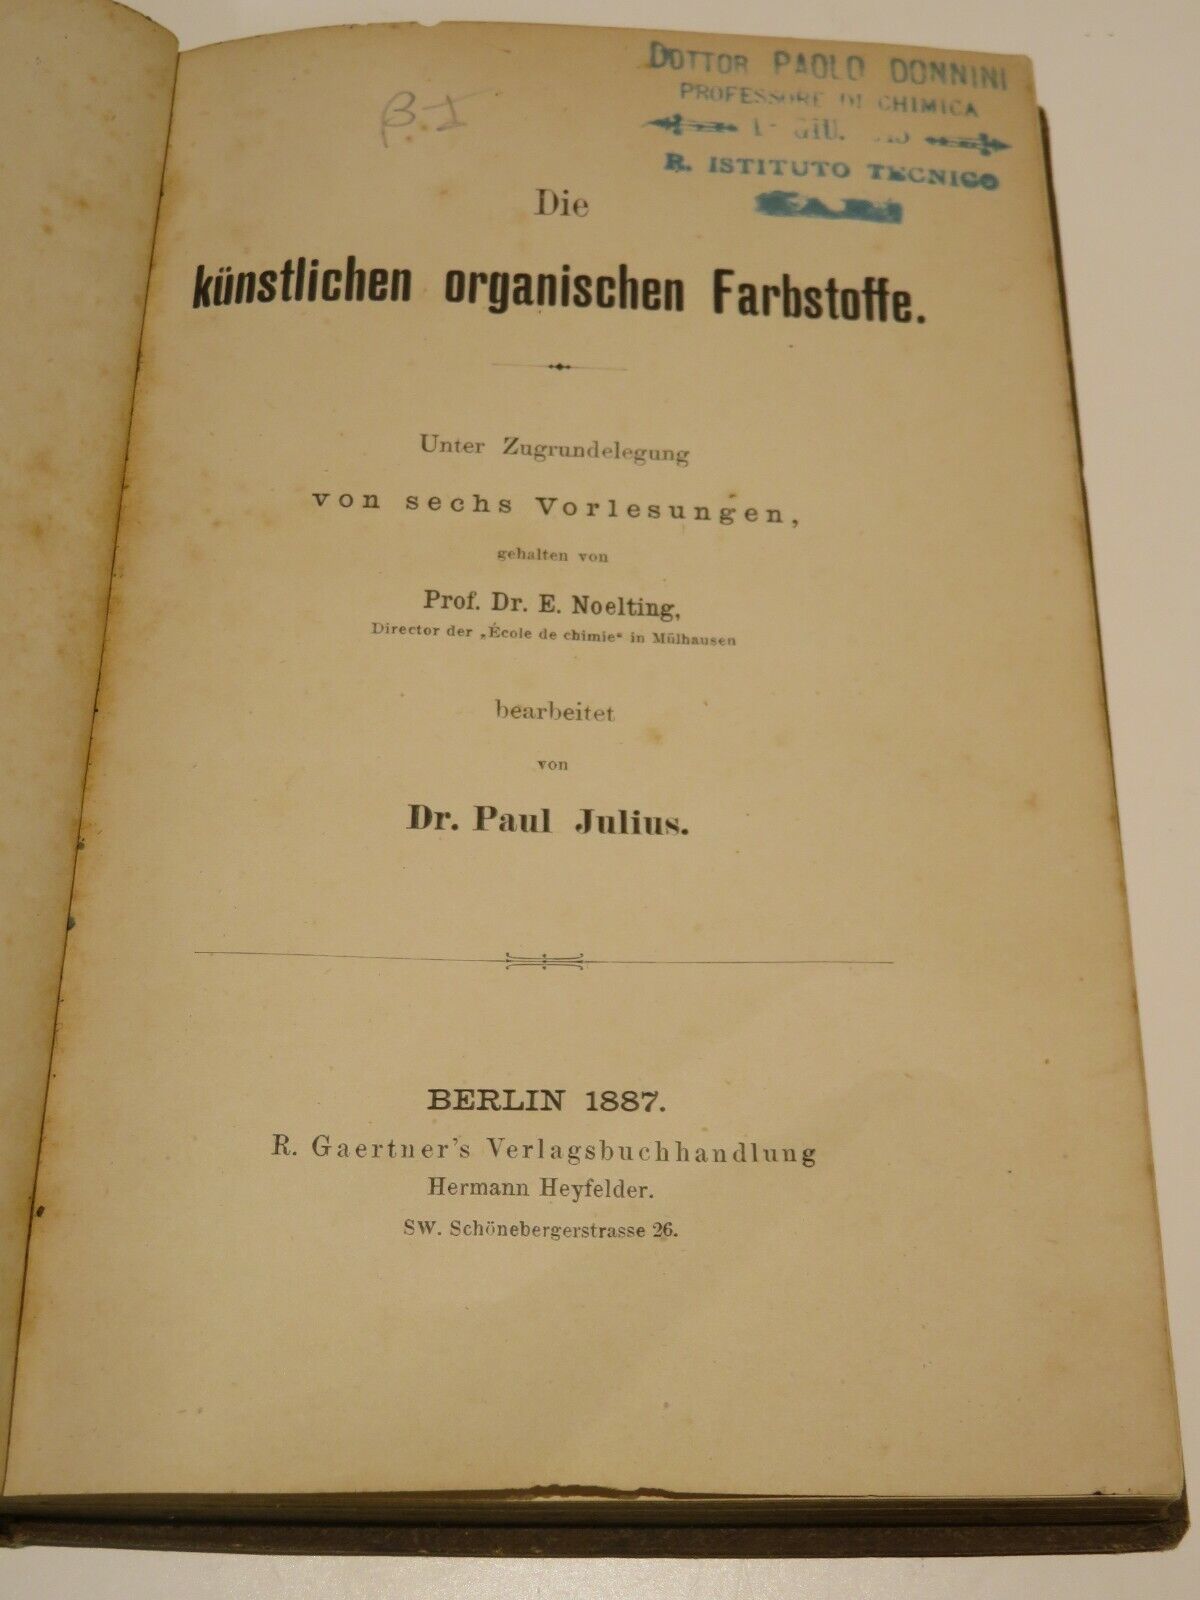 DOTTOR PAOLO DONNINI
PROFESSORE DI CHIMICA
GIU.
R. ISTITUTO TECNICO
Die
künstlichen organischen Farbstoffe.
Unter Zugrundelegung
von sechs Vorlesungen,
gehalten von
Prof. Dr. E. Noelting,
Director der „École de chimie“ in Mülhausen
bearbeitet
von
Dr. Paul Julius.
BERLIN 1887.
R. Gaertner's Verlagsbuchhandlung
Hermann Heyfelder.
SW. Schönebergerstrasse 26.